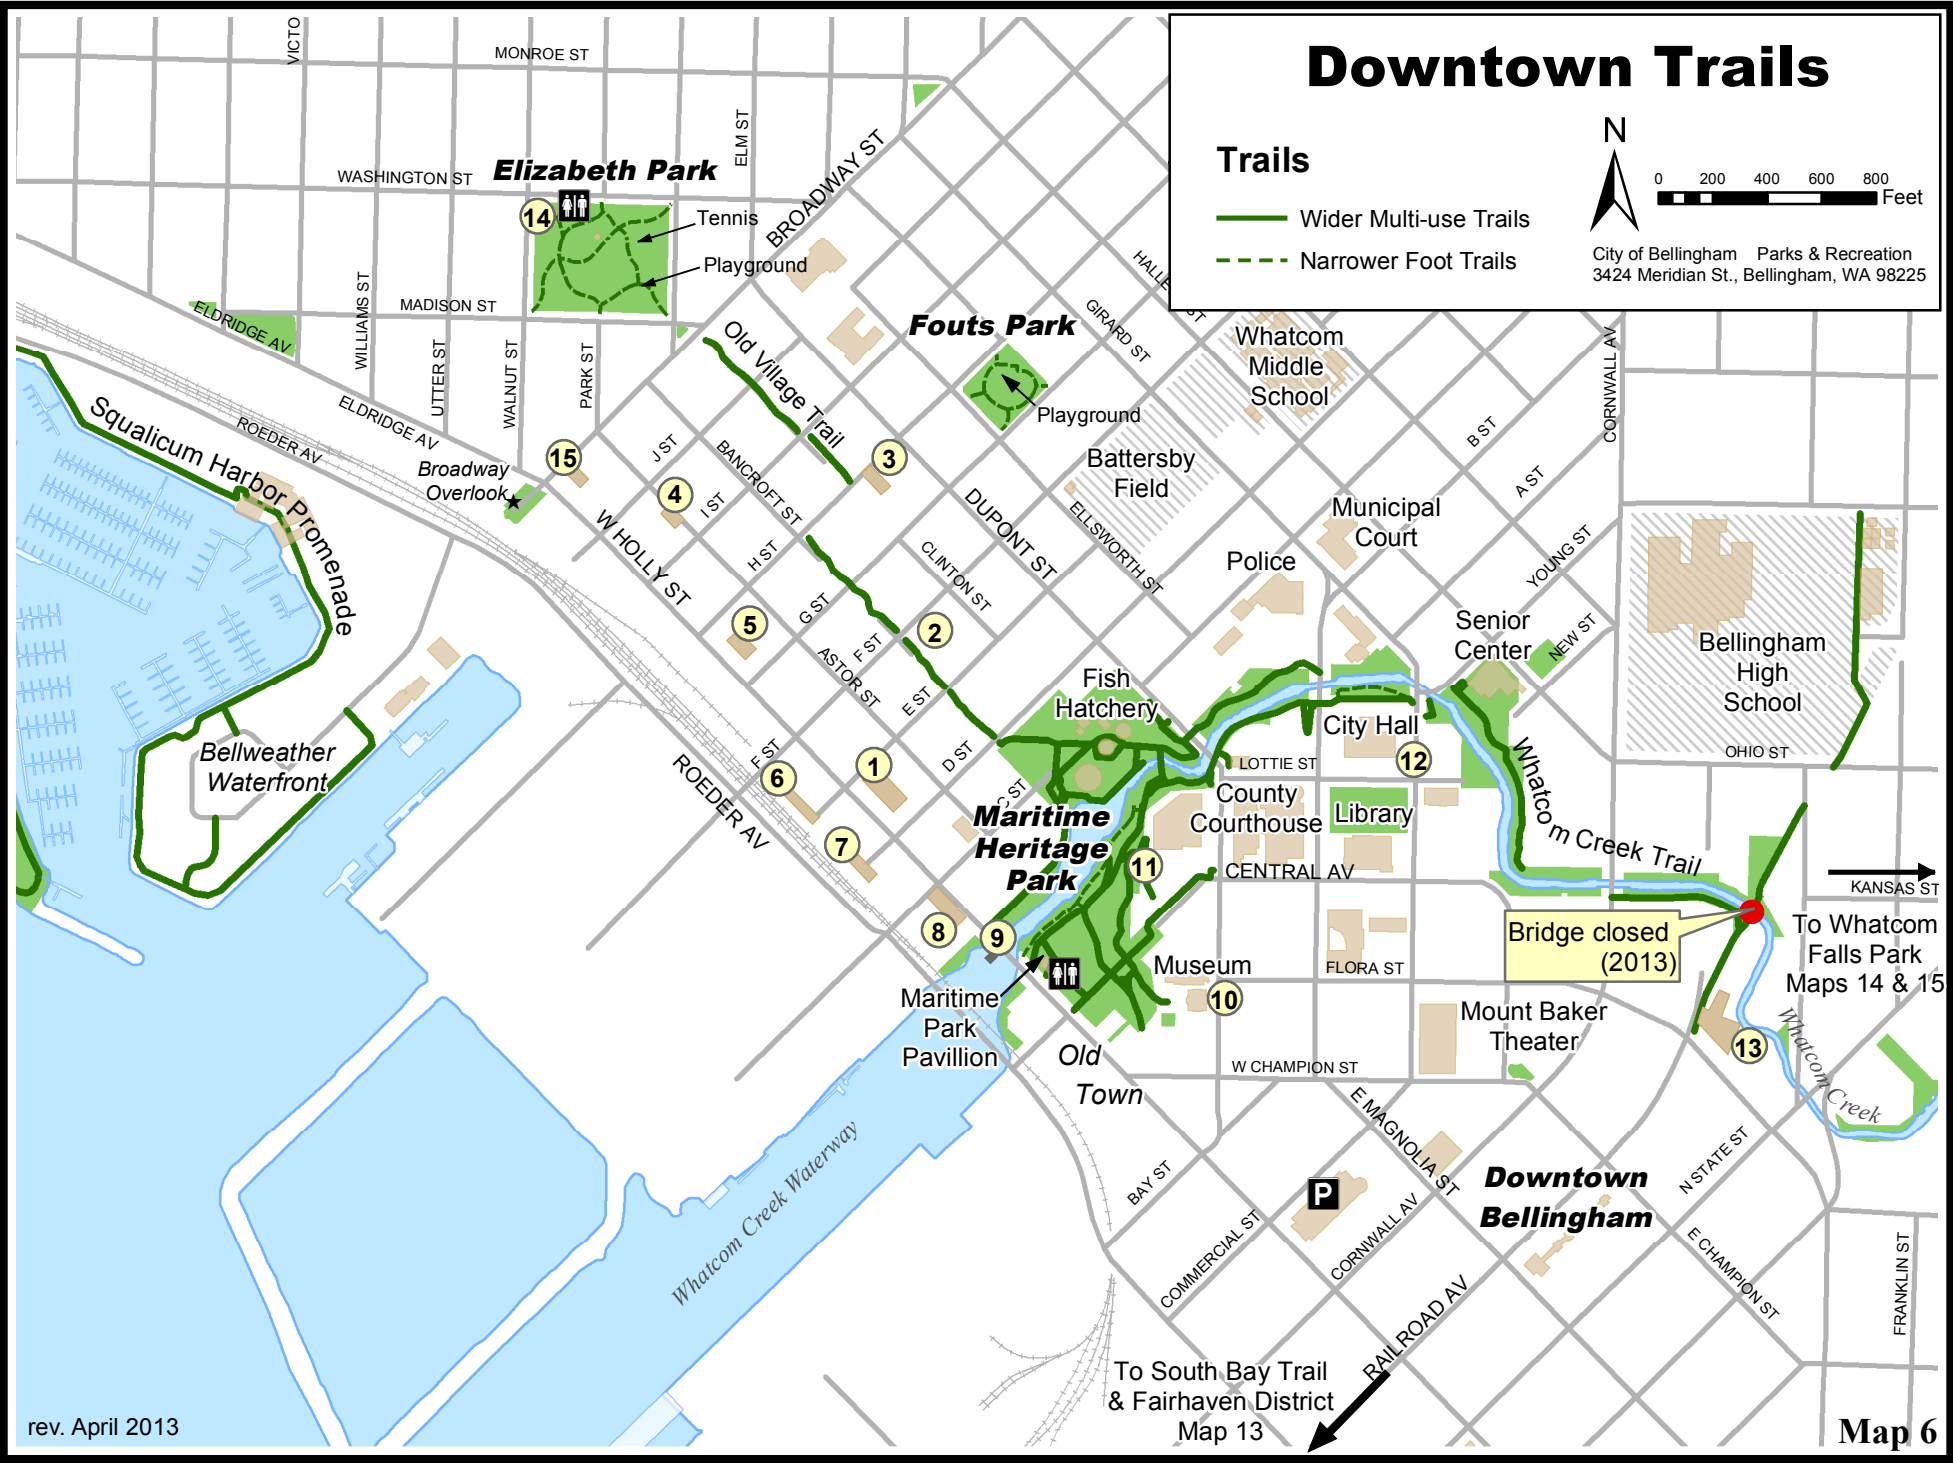 Downtown Trails
Trails
Wider Multi-use Trails
Narrower Foot Trails
N
0 200 400 600 800
Feet
City of Bellingham Parks & Recreation
3424 Meridian St., Bellingham, WA 98225
VICTO
MONROE ST
WASHINGTON ST
Elizabeth Park
ELM ST
BROADWAY ST
14
Tennis
Playground
MADISON ST
ELDRIDGE AV
WILLIAMS ST
UTTER ST
WALNUT ST
PARK ST
ELDRIDGE AV
ROEDER AV
Squalicum Harbor Promenade
Broadway
Overlook
15
Old Village Trail
Fouts Park
Playground
HALLE
ST
GIRARD ST
Whatcom
Middle
School
CORNWALL AV
B ST
A ST
J ST
4
I ST
BANCROFT ST
3
Battersby
Field
DUPONT ST
ELLSWORTH ST
Municipal
Court
Police
YOUNG ST
NEW ST
Senior
Center
W HOLLY ST
H ST
CLINTON ST
5
G ST
F ST
2
ASTOR ST
E ST
Bellingham
High
School
OHIO ST
Fish
Hatchery
City Hall
12
LOTTIE ST
Bellweather
Waterfront
ROEDER AV
F ST
6
1
D ST
C ST
7
Maritime
Heritage
Park
County
Courthouse
Library
11
CENTRAL AV
Whatcom Creek Trail
KANSAS ST
8
9
Bridge closed
(2013)
To Whatcom
Falls Park
Maps 14 & 15
Museum
10
FLORA ST
Maritime
Park
Pavillion
Old
Town
Mount Baker
Theater
13
Whatcom Creek
W CHAMPION ST
E MAGNOLIA ST
Whatcom Creek Waterway
BAY ST
P
Downtown
Bellingham
N STATE ST
COMMERCIAL ST
CORNWALL AV
E CHAMPION ST
FRANKLIN ST
RAILROAD AV
To South Bay Trail
& Fairhaven District
Map 13
rev. April 2013
Map 6